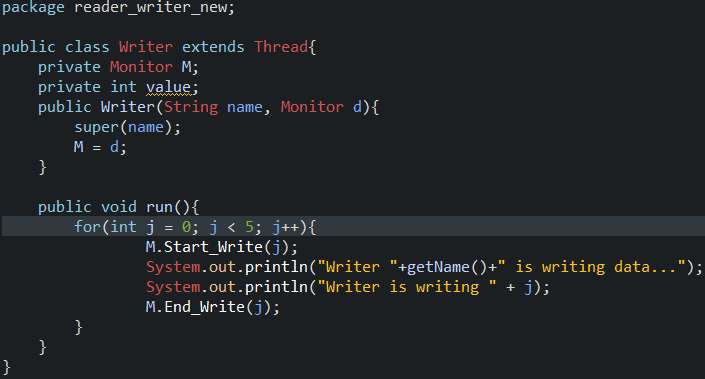 package reader_writer_new;
public class Writer extends Thread{
private Monitor M;
private int value;
public Writer(String name, Monitor d){
super(name);
M = d;
}
public void run(){
for(int j = 0; j < 5; j++){
M.Start_Write(j);
System.out.println("Writer "+getName()+" is writing data...");
System.out.println("Writer is writing " + j);
M.End_Write(j);
}
}
}